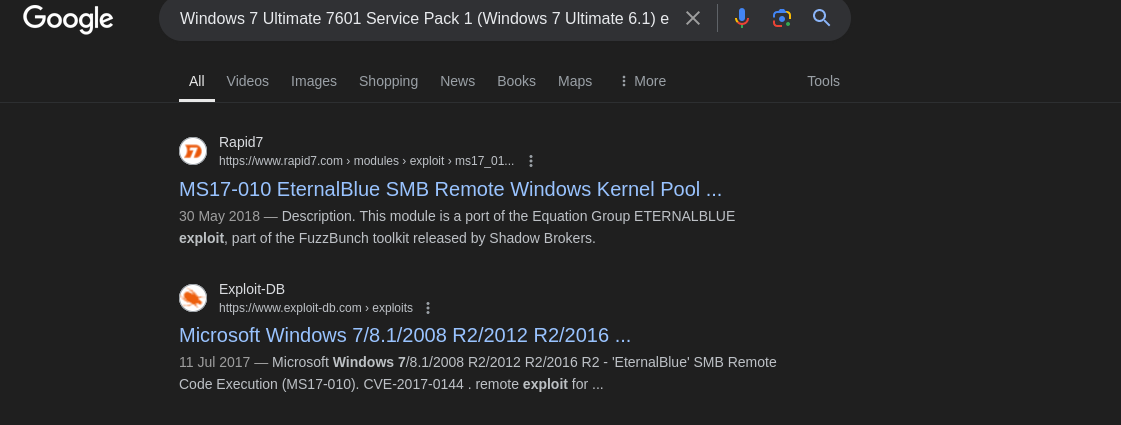 Google
Windows 7 Ultimate 7601 Service Pack 1 (Windows 7 Ultimate 6.1) e
All Videos Images Shopping News Books Maps More Tools
Rapid7
https://www.rapid7.com › modules › exploit › ms17_01...
MS17-010 EternalBlue SMB Remote Windows Kernel Pool ...
30 May 2018 — Description. This module is a part of the Equation Group ETERNALBLUE
exploit, part of the FuzzBunch toolkit released by Shadow Brokers.
Exploit-DB
https://www.exploit-db.com › exploits
Microsoft Windows 7/8.1/2008 R2/2012 R2/2016 ...
11 Jul 2017 — Microsoft Windows 7/8.1/2008 R2/2012 R2/2016 R2 - 'EternalBlue' SMB Remote
Code Execution (MS17-010). CVE-2017-0144 . remote exploit for ...